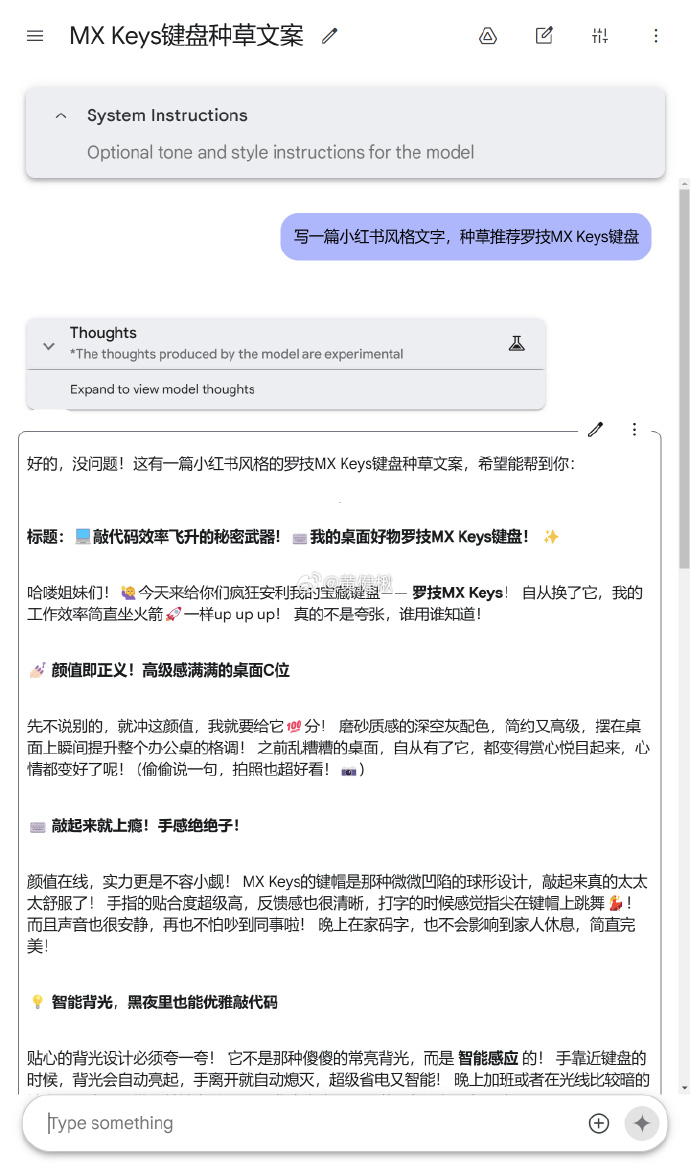 MX Keys键盘种草文案
System Instructions
Optional tone and style instructions for the model
写一篇小红书风格文字，种草推荐罗技MX Keys键盘
Thoughts
*The thoughts produced by the model are experimental
Expand to view model thoughts
好的，没问题！这有一篇小红书风格的罗技MX Keys键盘种草文案，希望能帮到你：
标题：💻敲代码效率飞升的秘密武器！⌨️我的桌面好物罗技MX Keys键盘！✨
哈喽姐妹们！🙋今天来给你们疯狂安利我的宝藏键盘—— 罗技MX Keys！ 自从换了它，我的
工作效率简直坐火箭🚀一样up up up！ 真的不是夸张，谁用谁知道！
💅 颜值即正义！高级感满满的桌面C位
先不说别的，就冲这颜值，我就要给它💯分！ 磨砂质感的深空灰配色，简约又高级，摆在桌
面上瞬间提升整个办公桌的格调！ 之前乱糟糟的桌面，自从有了它，都变得赏心悦目起来，心
情都变好了呢！（偷偷说一句，拍照也超好看！📷）
⌨️ 敲起来就上瘾！手感绝绝子！
颜值在线，实力更是不容小觑！ MX Keys的键帽是那种微微凹陷的球形设计，敲起来真的太太
太舒服了！ 手指的贴合度超级高，反馈感也很清晰，打字的时候感觉指尖在键帽上跳舞💃！
而且声音也很安静，再也不怕吵到同事啦！ 晚上在家码字，也不会影响到家人休息，简直完
美！
💡 智能背光，黑夜里也能优雅敲代码
贴心的背光设计必须夸一夸！ 它不是那种傻傻的常亮背光，而是 智能感应 的！ 手靠近键盘的
时候，背光会自动亮起，手离开就自动熄灭，超级省电又智能！ 晚上加班或者在光线比较暗的
Type something